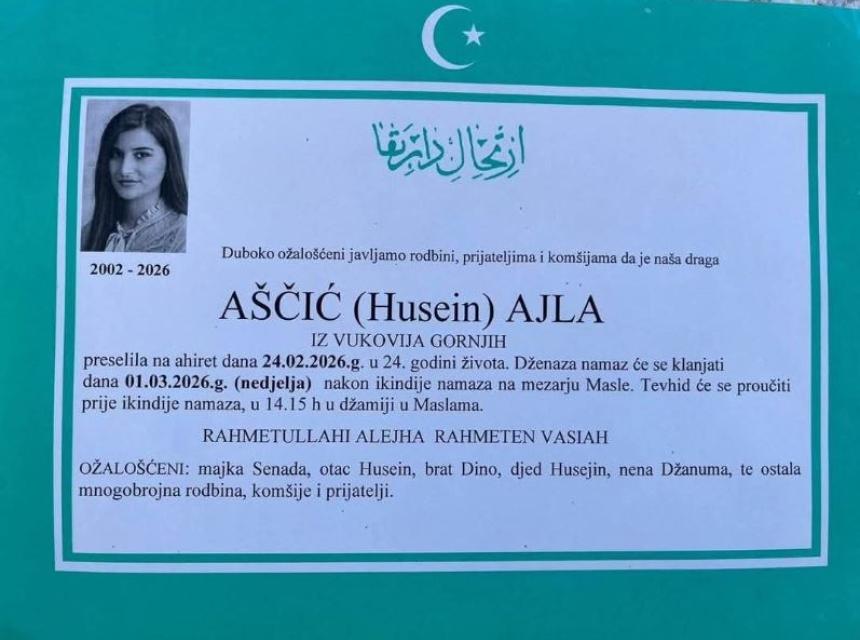 ارتحال دار بقا
2002 - 2026
Duboko ožalošćeni javljamo rodbini, prijateljima i komšijama da je naša draga
AŠČIĆ (Husein) AJLA
IZ VUKOVIJA GORNJIH
preselila na ahiret dana 24.02.2026.g. u 24. godini života. Dženaza namaz će se klanjati
dana 01.03.2026.g. (nedjelja) nakon ikindije namaza na mezarju Masle. Tevhid će se proučiti
prije ikindije namaza, u 14.15 h u džamiji u Maslama.
RAHMETULLAHI ALEJHA RAHMETEN VASIAH
OŽALOŠĆENI: majka Senada, otac Husein, brat Dino, djed Husejin, nena Džanuma, te ostala
mnogobrojna rodbina, komšije i prijatelji.